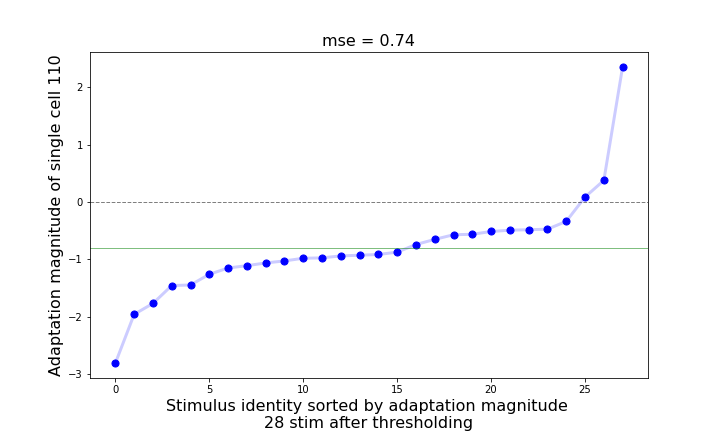 mse = 0.74
Adaptation magnitude of single cell 110
2
1
0
−1
−2
−3
0 5 10 15 20 25
Stimulus identity sorted by adaptation magnitude
28 stim after thresholding